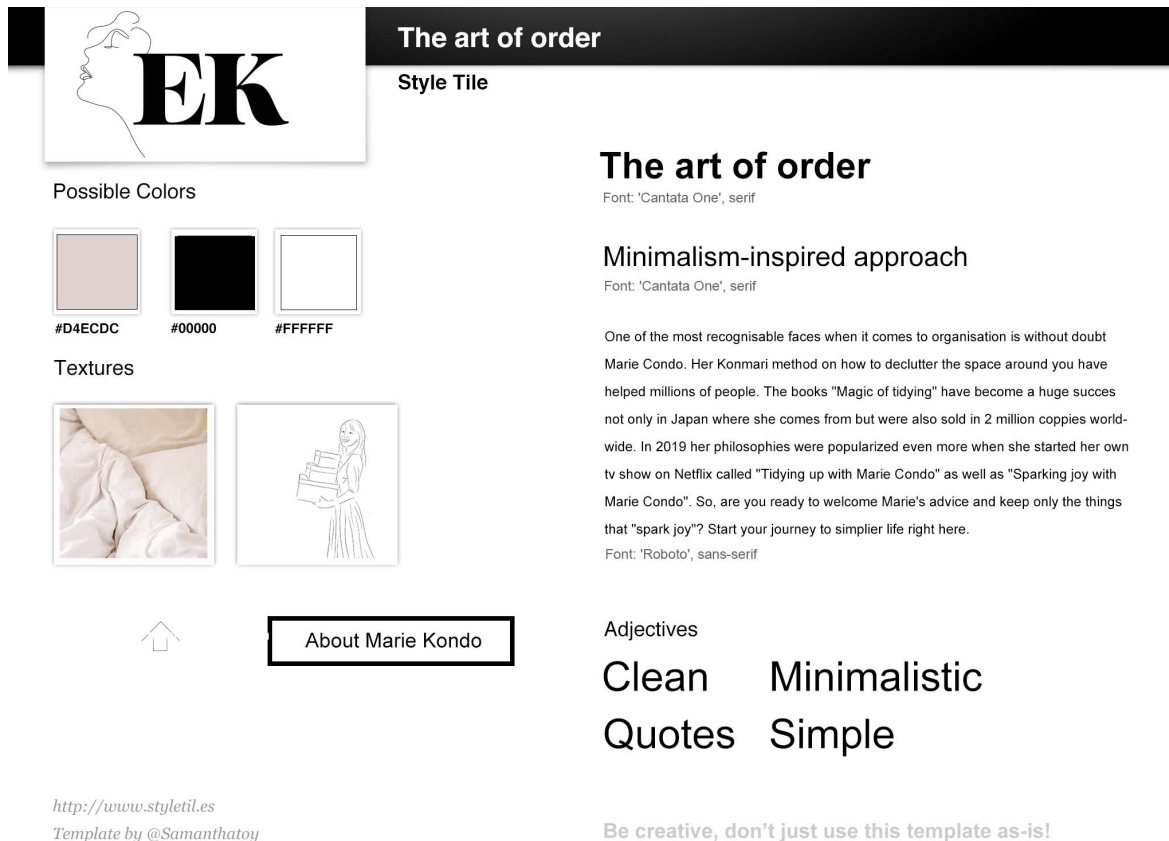 EK
The art of order
Style Tile
Possible Colors
#D4ECDC
#00000
#FFFFFF
Textures
About Marie Kondo
http://www.styletil.es
Template by @Samanthatoy
The art of order
Font: 'Cantata One', serif
Minimalism-inspired approach
Font: 'Cantata One', serif
One of the most recognisable faces when it comes to organisation is without doubt
Marie Condo. Her Konmari method on how to declutter the space around you have
helped millions of people. The books "Magic of tidying" have become a huge succes
not only in Japan where she comes from but were also sold in 2 million coppies world-
wide. In 2019 her philosophies were popularized even more when she started her own
tv show on Netflix called "Tidying up with Marie Condo" as well as "Sparking joy with
Marie Condo". So, are you ready to welcome Marie's advice and keep only the things
that "spark joy"? Start your journey to simplier life right here.
Font: 'Roboto', sans-serif
Adjectives
Clean Minimalistic
Quotes Simple
Be creative, don’t just use this template as-is!